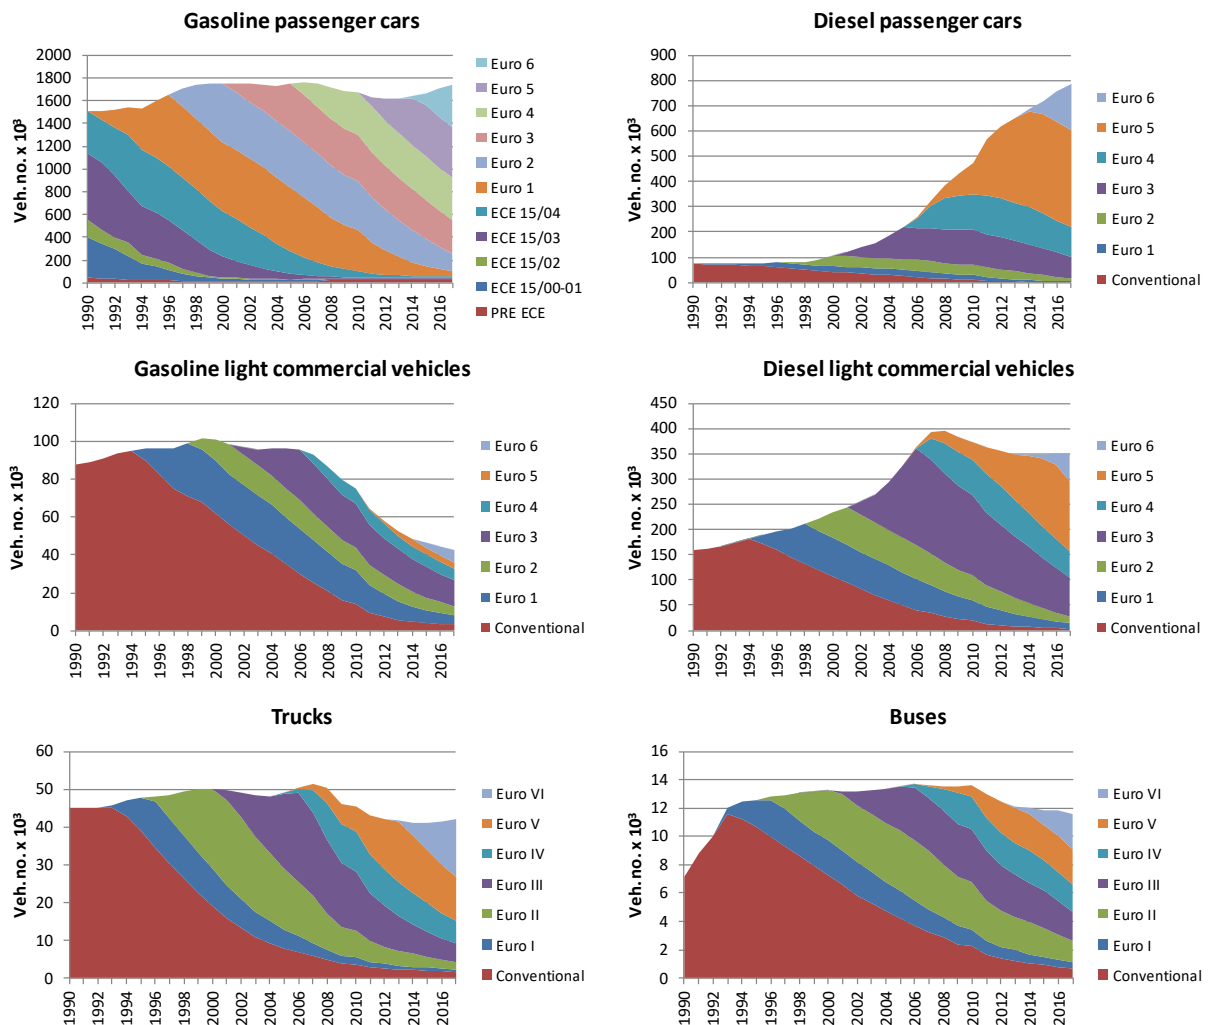 Gasoline passenger cars
Veh. no. x 10³
2000
1800
1600
1400
1200
1000
800
600
400
200
0
1990
1992
1994
1996
1998
2000
2002
2004
2006
2008
2010
2012
2014
2016
Euro 6
Euro 5
Euro 4
Euro 3
Euro 2
Euro 1
ECE 15/04
ECE 15/03
ECE 15/02
ECE 15/00-01
PRE ECE
Diesel passenger cars
Veh. no. x 10³
900
800
700
600
500
400
300
200
100
0
1990
1992
1994
1996
1998
2000
2002
2004
2006
2008
2010
2012
2014
2016
Euro 6
Euro 5
Euro 4
Euro 3
Euro 2
Euro 1
Conventional
Gasoline light commercial vehicles
Veh. no. x 10³
120
100
80
60
40
20
0
1990
1992
1994
1996
1998
2000
2002
2004
2006
2008
2010
2012
2014
2016
Euro 6
Euro 5
Euro 4
Euro 3
Euro 2
Euro 1
Conventional
Diesel light commercial vehicles
Veh. no. x 10³
450
400
350
300
250
200
150
100
50
0
1990
1992
1994
1996
1998
2000
2002
2004
2006
2008
2010
2012
2014
2016
Euro 6
Euro 5
Euro 4
Euro 3
Euro 2
Euro 1
Conventional
Trucks
Veh. no. x 10³
60
50
40
30
20
10
0
1990
1992
1994
1996
1998
2000
2002
2004
2006
2008
2010
2012
2014
2016
Euro VI
Euro V
Euro IV
Euro III
Euro II
Euro I
Conventional
Buses
Veh. no. x 10³
16
14
12
10
8
6
4
2
0
1990
1992
1994
1996
1998
2000
2002
2004
2006
2008
2010
2012
2014
2016
Euro VI
Euro V
Euro IV
Euro III
Euro II
Euro I
Conventional